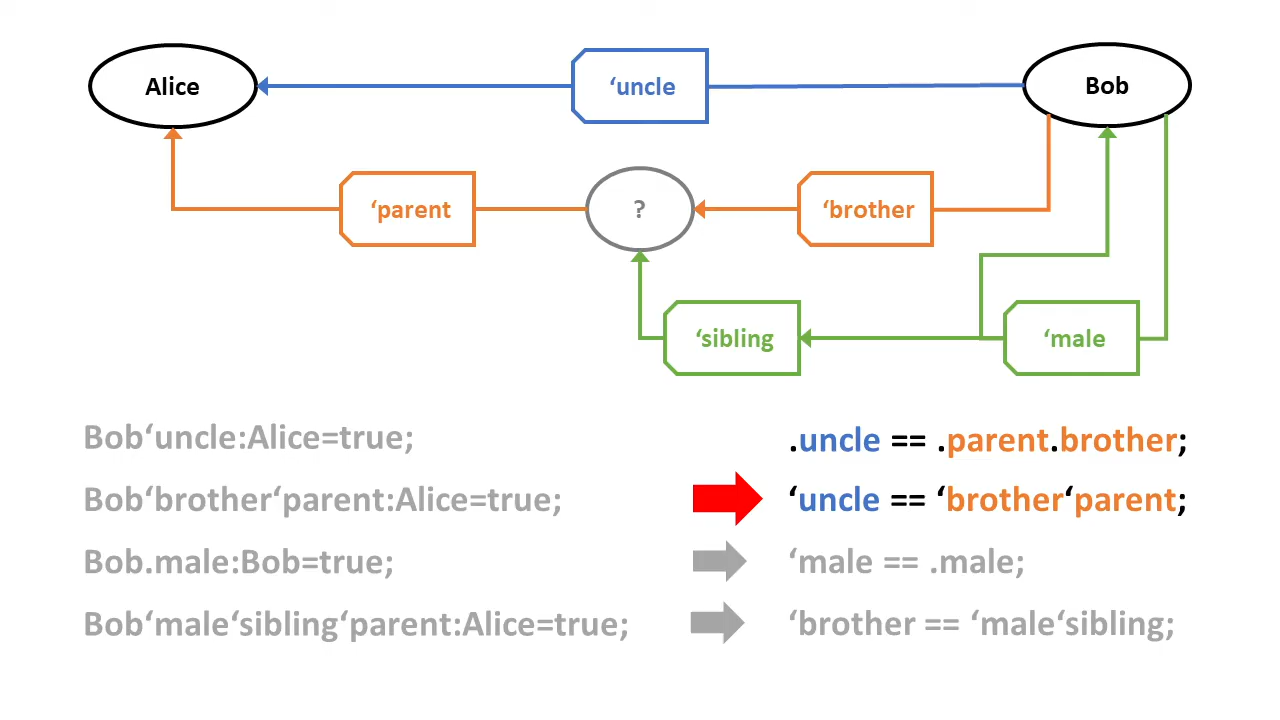 Alice
‘uncle
Bob
‘parent
?
‘brother
‘sibling
‘male
Bob‘uncle:Alice=true;
.uncle == .parent.brother;
Bob‘brother‘parent:Alice=true;
‘uncle == ‘brother‘parent;
Bob.male:Bob=true;
‘male == .male;
Bob‘male‘sibling‘parent:Alice=true;
‘brother == ‘male‘sibling;